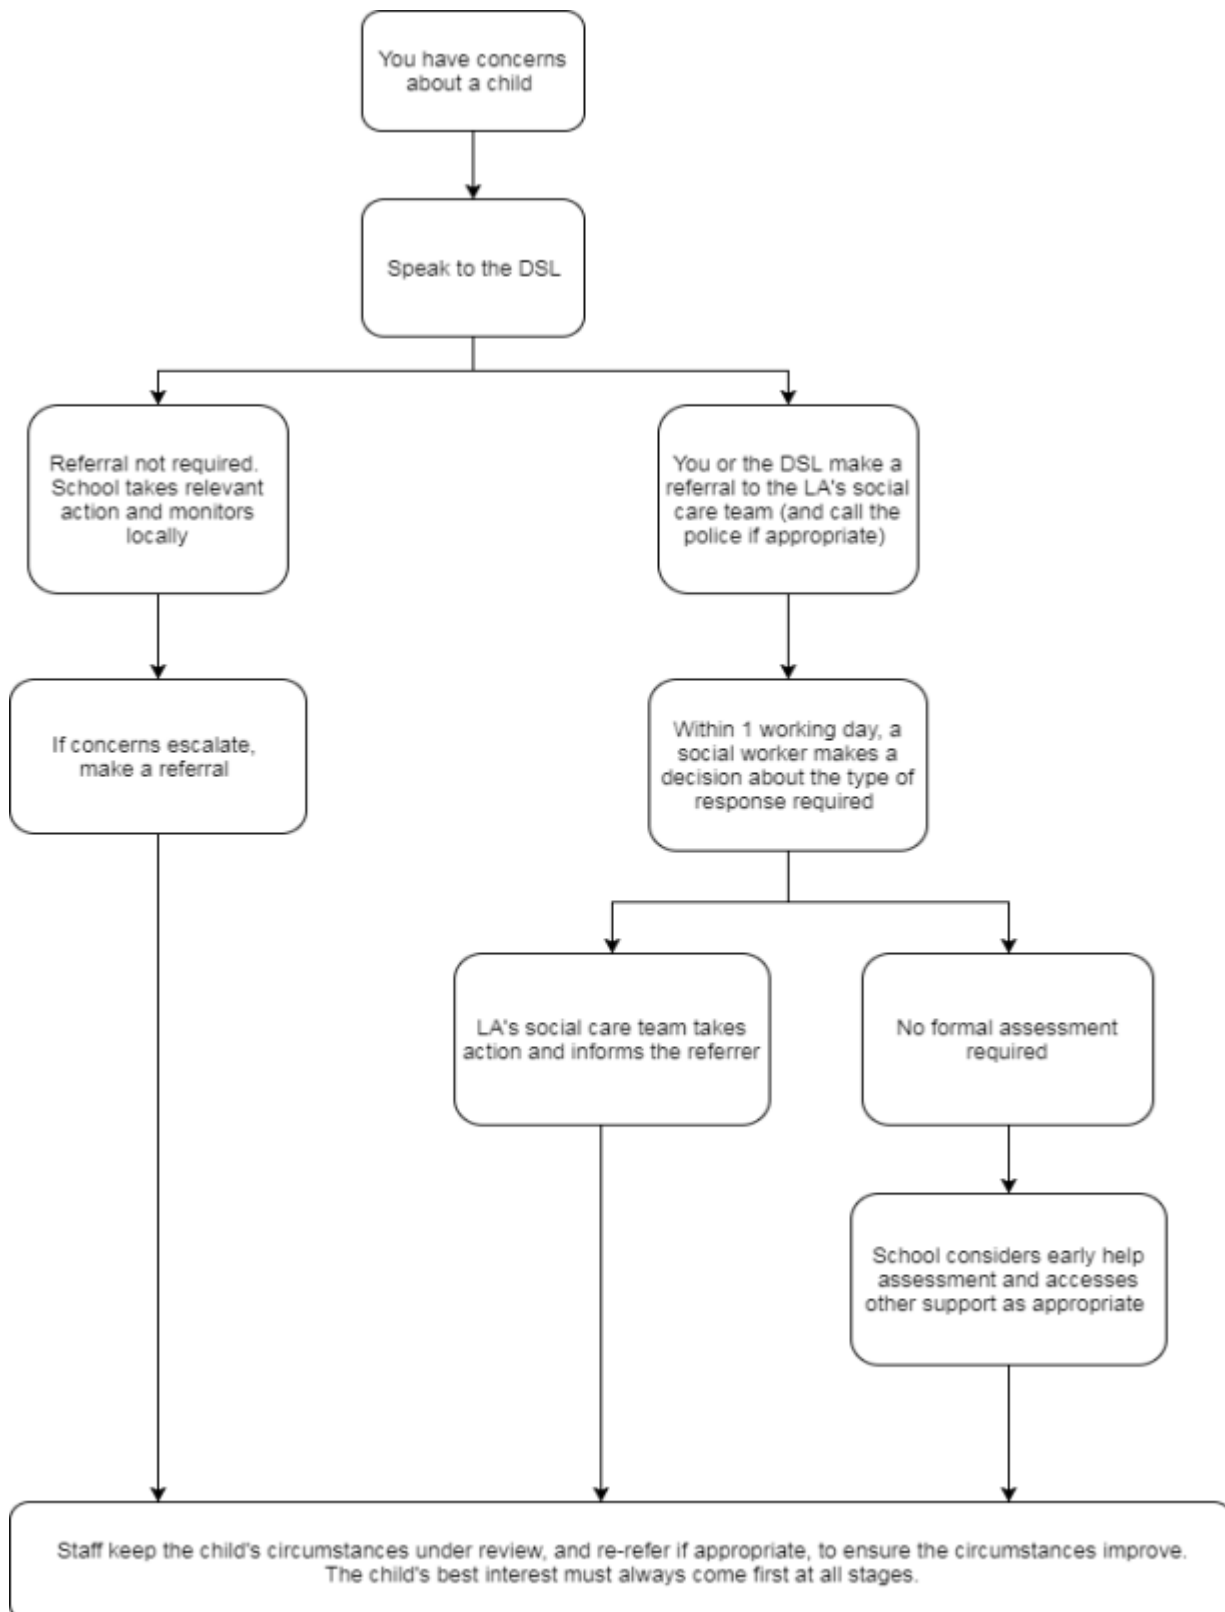 You have concerns
about a child
Speak to the DSL
Referral not required.
School takes relevant
action and monitors
locally
You or the DSL make a
referral to the LA's social
care team (and call the
police if appropriate)
If concerns escalate,
make a referral
Within 1 working day, a
social worker makes a
decision about the type of
response required
LA's social care team takes
action and informs the referrer
No formal assessment
required
School considers early help
assessment and accesses
other support as appropriate
Staff keep the child's circumstances under review, and re-refer if appropriate, to ensure the circumstances improve.
The child's best interest must always come first at all stages.